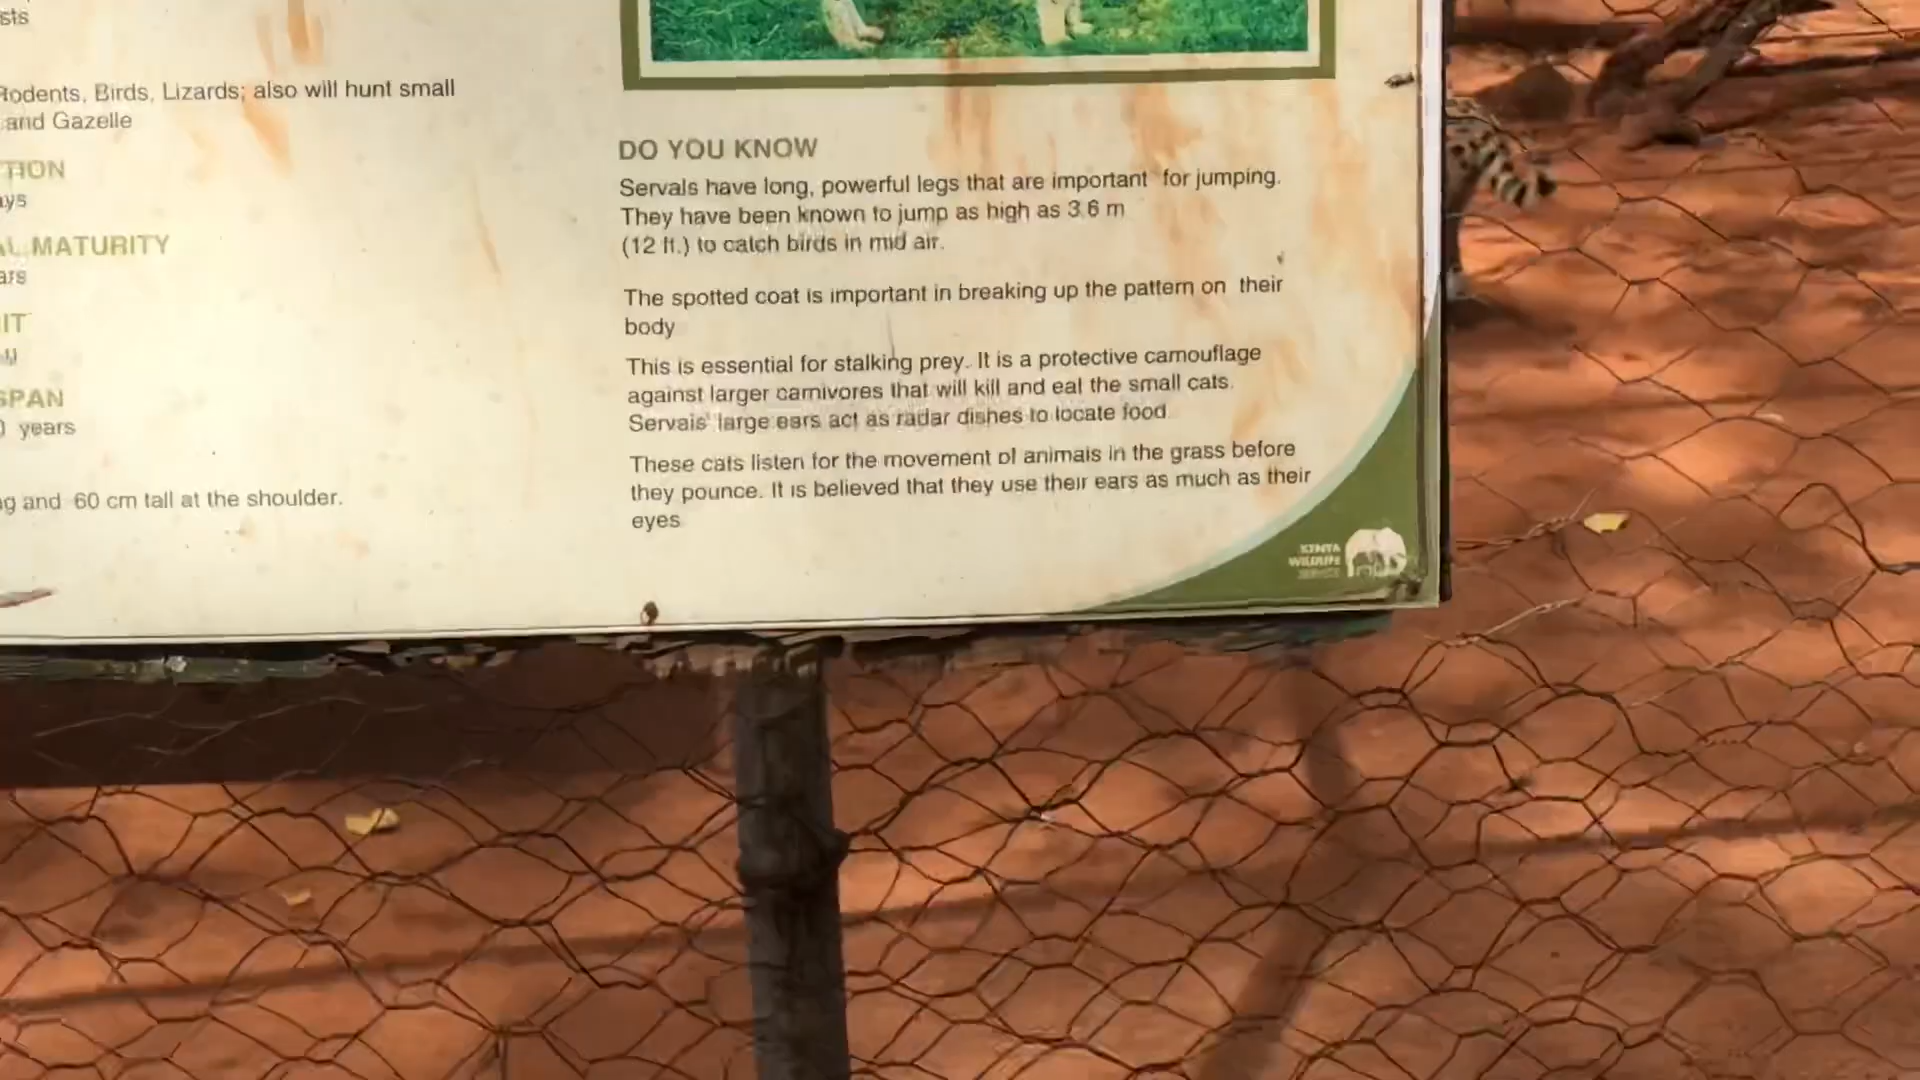 sts
Rodents, Birds, Lizards; also will hunt small
and Gazelle
TION
ays
AL MATURITY
ars
IT
SPAN
years
g and 60 cm tall at the shoulder.
DO YOU KNOW
Servals have long, powerful legs that are important for jumping.
They have been known to jump as high as 3.6 m
(12 ft.) to catch birds in mid air.
The spotted coat is important in breaking up the pattern on their
body
This is essential for stalking prey. It is a protective camouflage
against larger carnivores that will kill and eat the small cats.
Servals' large ears act as radar dishes to locate food.
These cats listen for the movement of animals in the grass before
they pounce. It is believed that they use their ears as much as their
eyes
KENYA
WILDLIFE
SERVICE